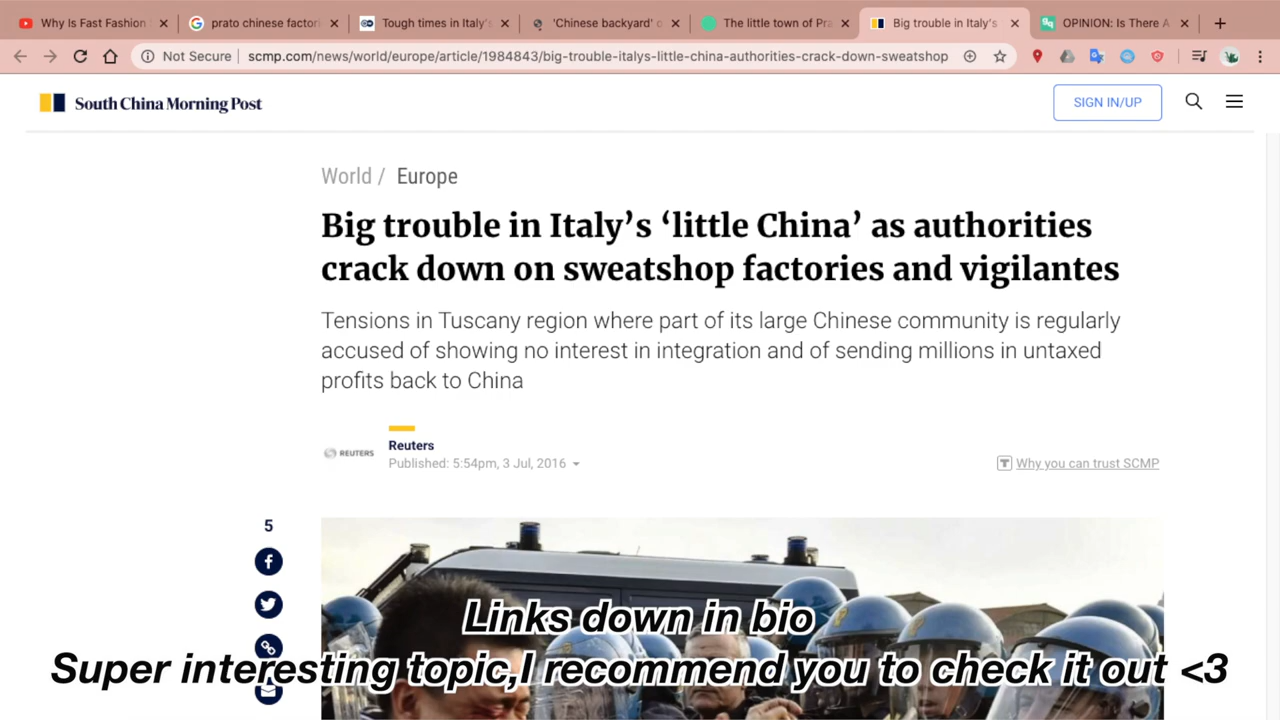 Why Is Fast Fashion
prato chinese factori
Tough times in Italy's
'Chinese backyard' o
The little town of Pra
Big trouble in Italy's
OPINION: Is There A
Not Secure
scmp.com/news/world/europe/article/1984843/big-trouble-italys-little-china-authorities-crack-down-sweatshop
South China Morning Post
SIGN IN/UP
World / Europe
Big trouble in Italy's ‘little China’ as authorities
crack down on sweatshop factories and vigilantes
Tensions in Tuscany region where part of its large Chinese community is regularly
accused of showing no interest in integration and of sending millions in untaxed
profits back to China
REUTERS
Reuters
Published: 5:54pm, 3 Jul, 2016
Why you can trust SCMP
5
Links down in bio
Super interesting topic,I recommend you to check it out <3